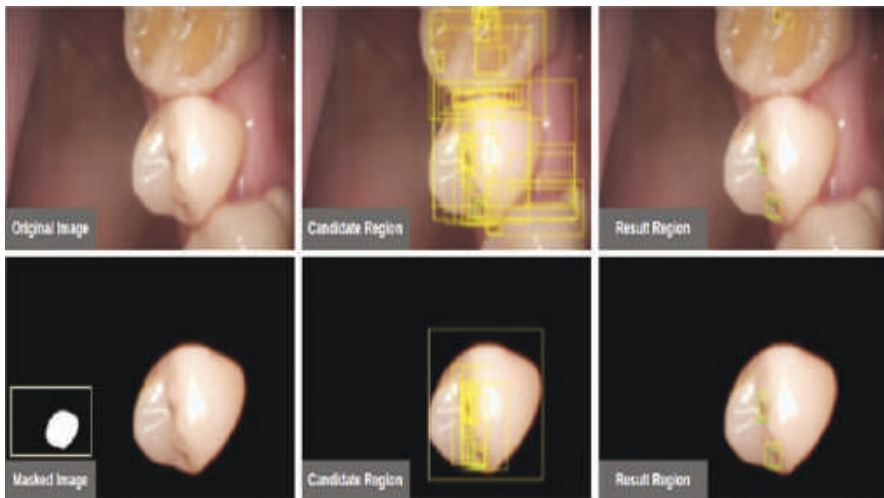 Original Image
Candidate Region
Result Region
Masked Image
Candidate Region
Result Region